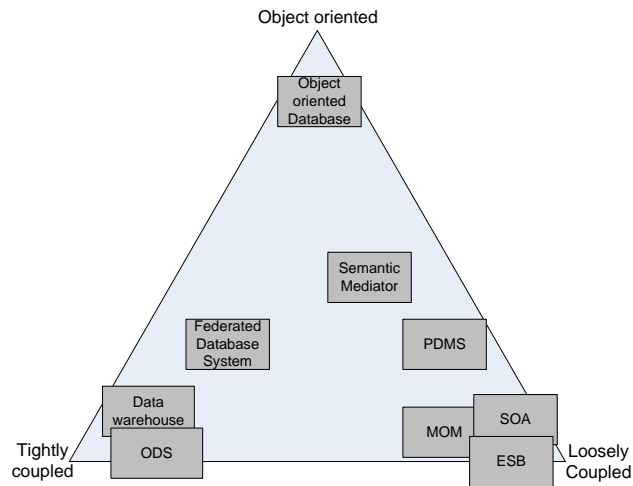 Object oriented
Object
oriented
Database
Semantic
Mediator
Federated
Database
System
PDMS
Data
warehouse
SOA
MOM
Tightly
coupled
ODS
ESB
Loosely
Coupled